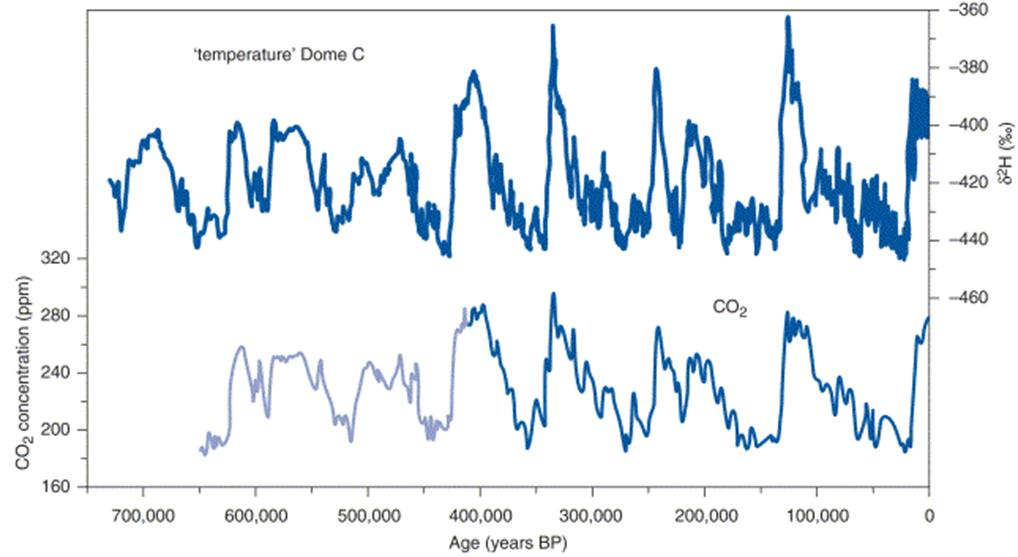 'temperature' Dome C
−360
−380
−400
−420
−440
−460
δ²H (‰)
CO₂
320
280
240
200
160
CO₂ concentration (ppm)
700,000 600,000 500,000 400,000 300,000 200,000 100,000 0
Age (years BP)